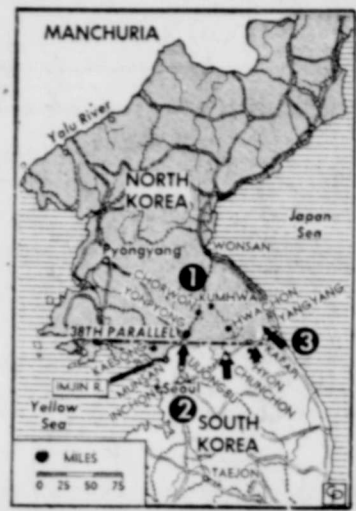 MANCHURIA
Yalu River
NORTH
KOREA
Japan
Sea
Pyongyang
WONSAN
1
CHORWON
KUMHWA
HWACHON
YANGYANG
38TH PARALLEL
3
KAESONG
IMJIN R.
MUNSAN
INCHON
Seoul
UIJONGBU
CHUNCHON
Yellow
Sea
2
SOUTH
KOREA
MILES
0 25 50 75
TAEJON